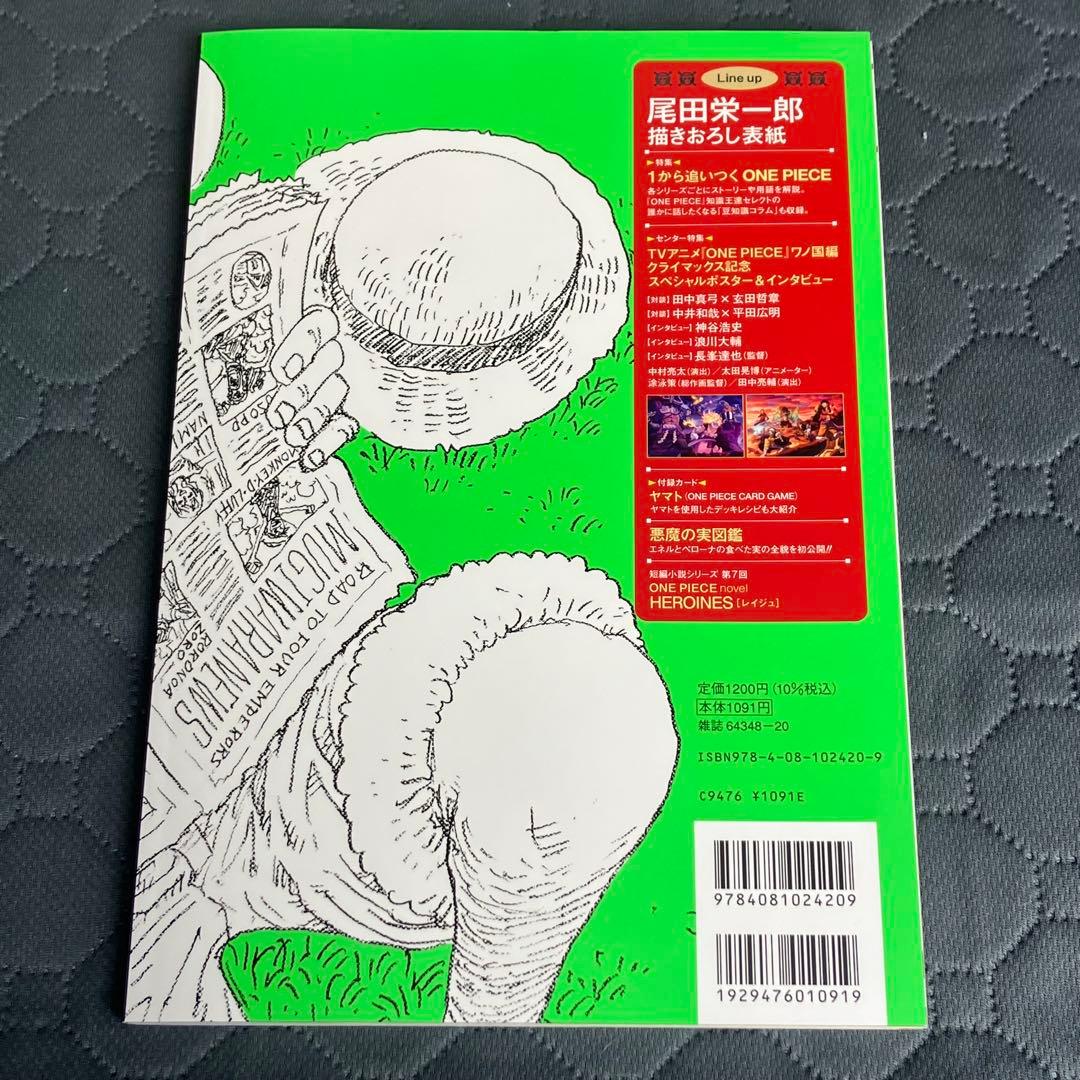 Line up
尾田栄一郎
描きおろし表紙
▶特集◀
1から追いつくONE PIECE
各シリーズごとにストーリーや用語を解説。
『ONE PIECE』知識王達セレクトの
誰かに話したくなる「豆知識コラム」も収録。
▶センター特集◀
TVアニメ『ONE PIECE』ワノ国編
クライマックス記念
スペシャルポスター&インタビュー
【対談】田中真弓×玄田哲章
【対談】中井和哉×平田広明
【インタビュー】神谷浩史
【インタビュー】浪川大輔
【インタビュー】長峯達也(監督)
中村亮太(演出)/太田晃博(アニメーター)
涂泳策(総作画監督)/田中亮輔(演出)
▶付録カード◀
ヤマト(ONE PIECE CARD GAME)
ヤマトを使用したデッキレシピも大紹介
悪魔の実図鑑
エネルとペローナの食べた実の全貌を初公開!!
短編小説シリーズ 第7回
ONE PIECE novel
HEROINES [レイジュ]
定価1200円(10%税込)
本体1091円
雑誌 64348-20
ISBN978-4-08-102420-9
C9476 ¥1091E
9784081024209
1929476010919
MUGIWARA NEWS
ROAD TO FOUR EMPERORS
MONKEY.D.LUFF
NAMI
RORONOA
ZORO